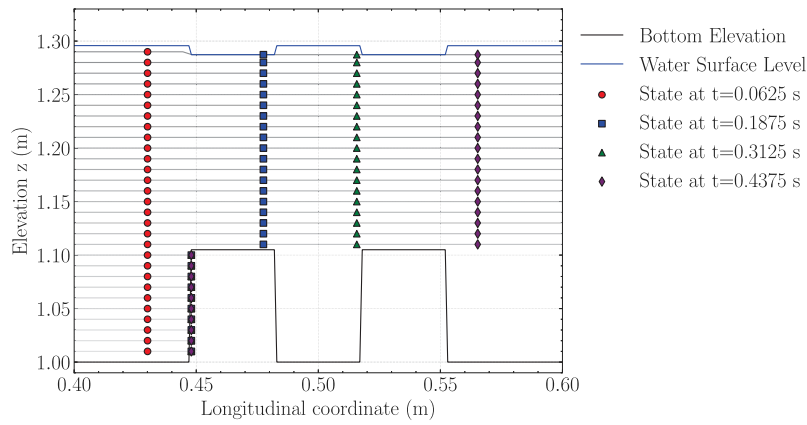 1.30
1.25
1.20
1.15
1.10
1.05
1.00
Elevation z (m)
0.40 0.45 0.50 0.55 0.60
Longitudinal coordinate (m)
Bottom Elevation
Water Surface Level
State at t=0.0625 s
State at t=0.1875 s
State at t=0.3125 s
State at t=0.4375 s